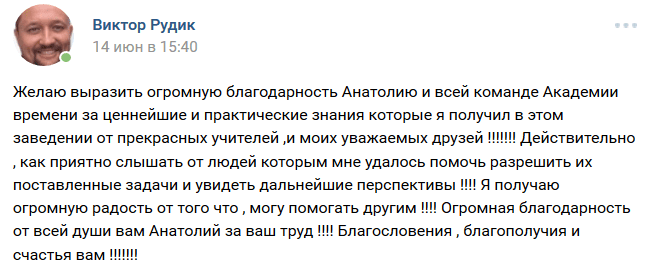 Виктор Рудик
14 июн в 15:40
Желаю выразить огромную благодарность Анатолию и всей команде Академии
времени за ценнейшие и практические знания которые я получил в этом
заведении от прекрасных учителей ,и моих уважаемых друзей !!!!!!! Действительно
, как приятно слышать от людей которым мне удалось помочь разрешить их
поставленные задачи и увидеть дальнейшие перспективы !!!! Я получаю
огромную радость от того что , могу помогать другим !!!! Огромная благодарность
от всей души вам Анатолий за ваш труд !!!! Благословения , благополучия и
счастья вам !!!!!!!